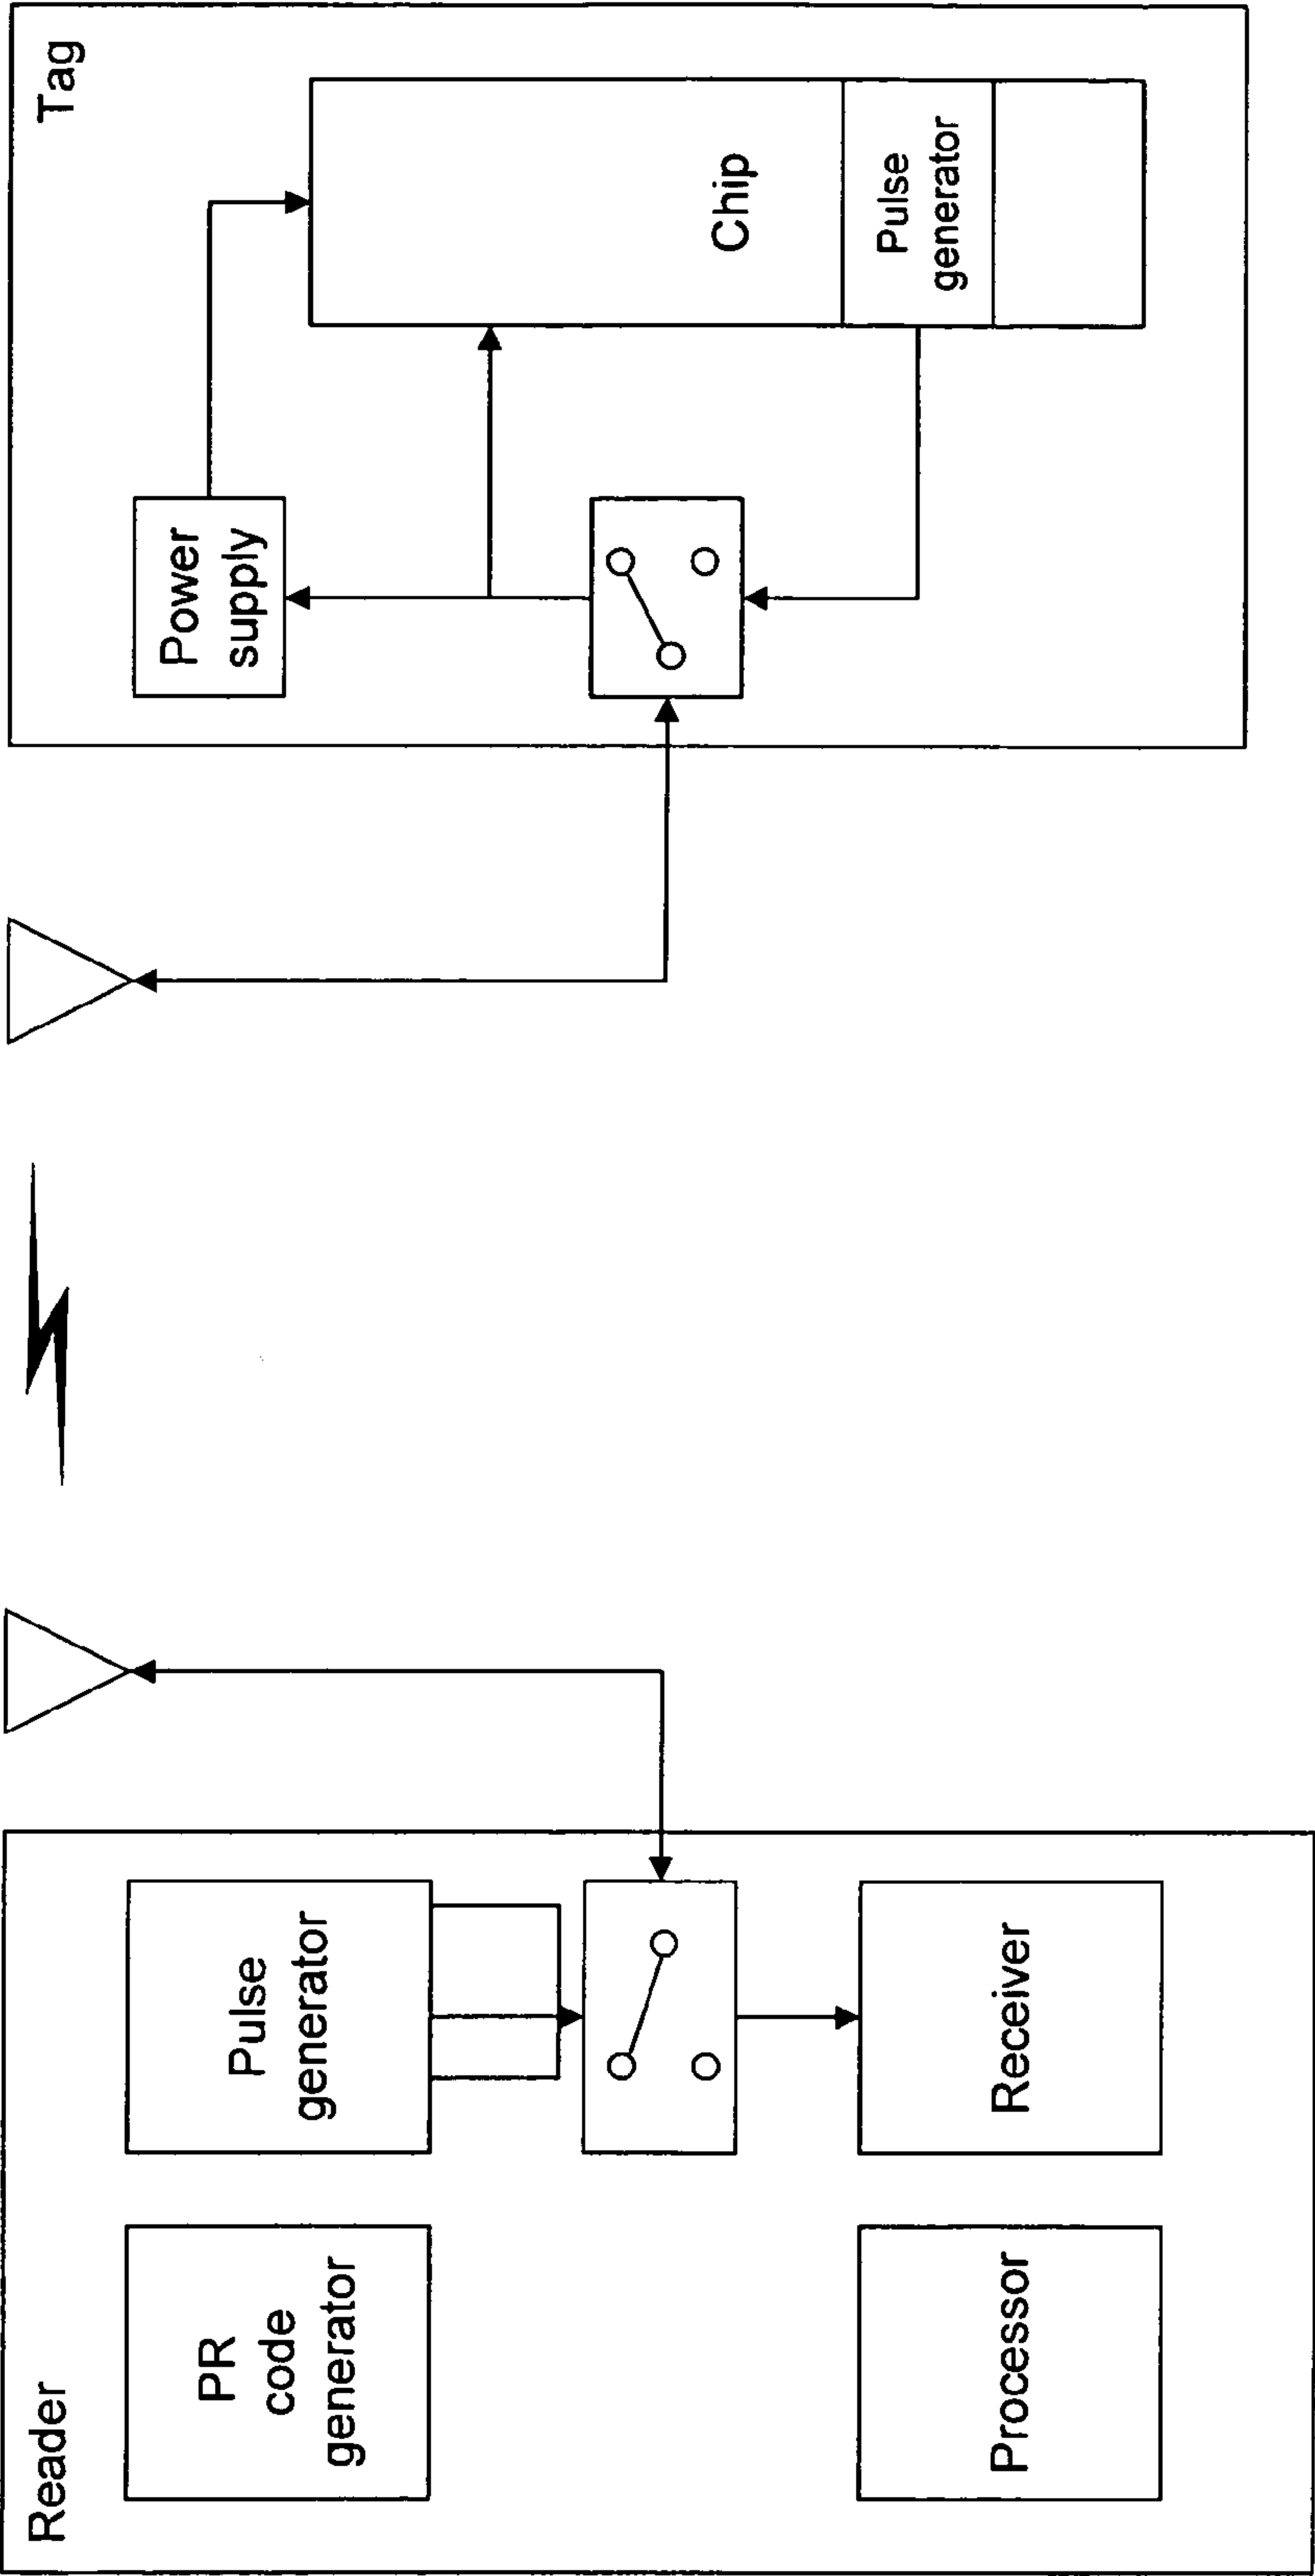 Reader
PR
code
generator
Pulse
generator
Processor
Receiver
Tag
Power
supply
Chip
Pulse
generator